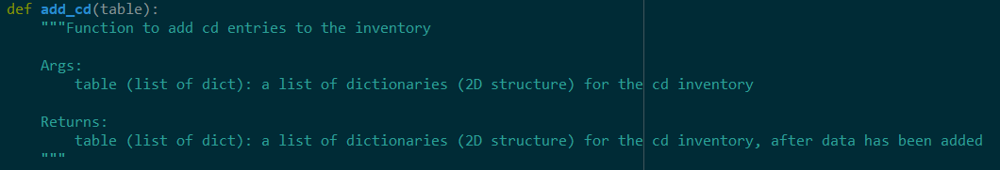 def add_cd(table):
    """Function to add cd entries to the inventory

    Args:
        table (list of dict): a list of dictionaries (2D structure) for the cd inventory

    Returns:
        table (list of dict): a list of dictionaries (2D structure) for the cd inventory, after data has been added
    """